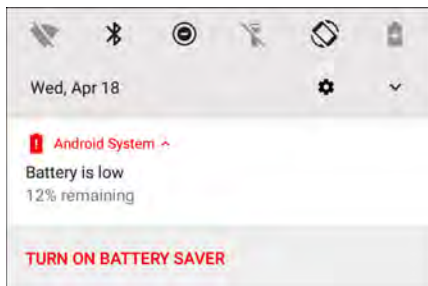 Wed, Apr 18
Android System
Battery is low
12% remaining
TURN ON BATTERY SAVER